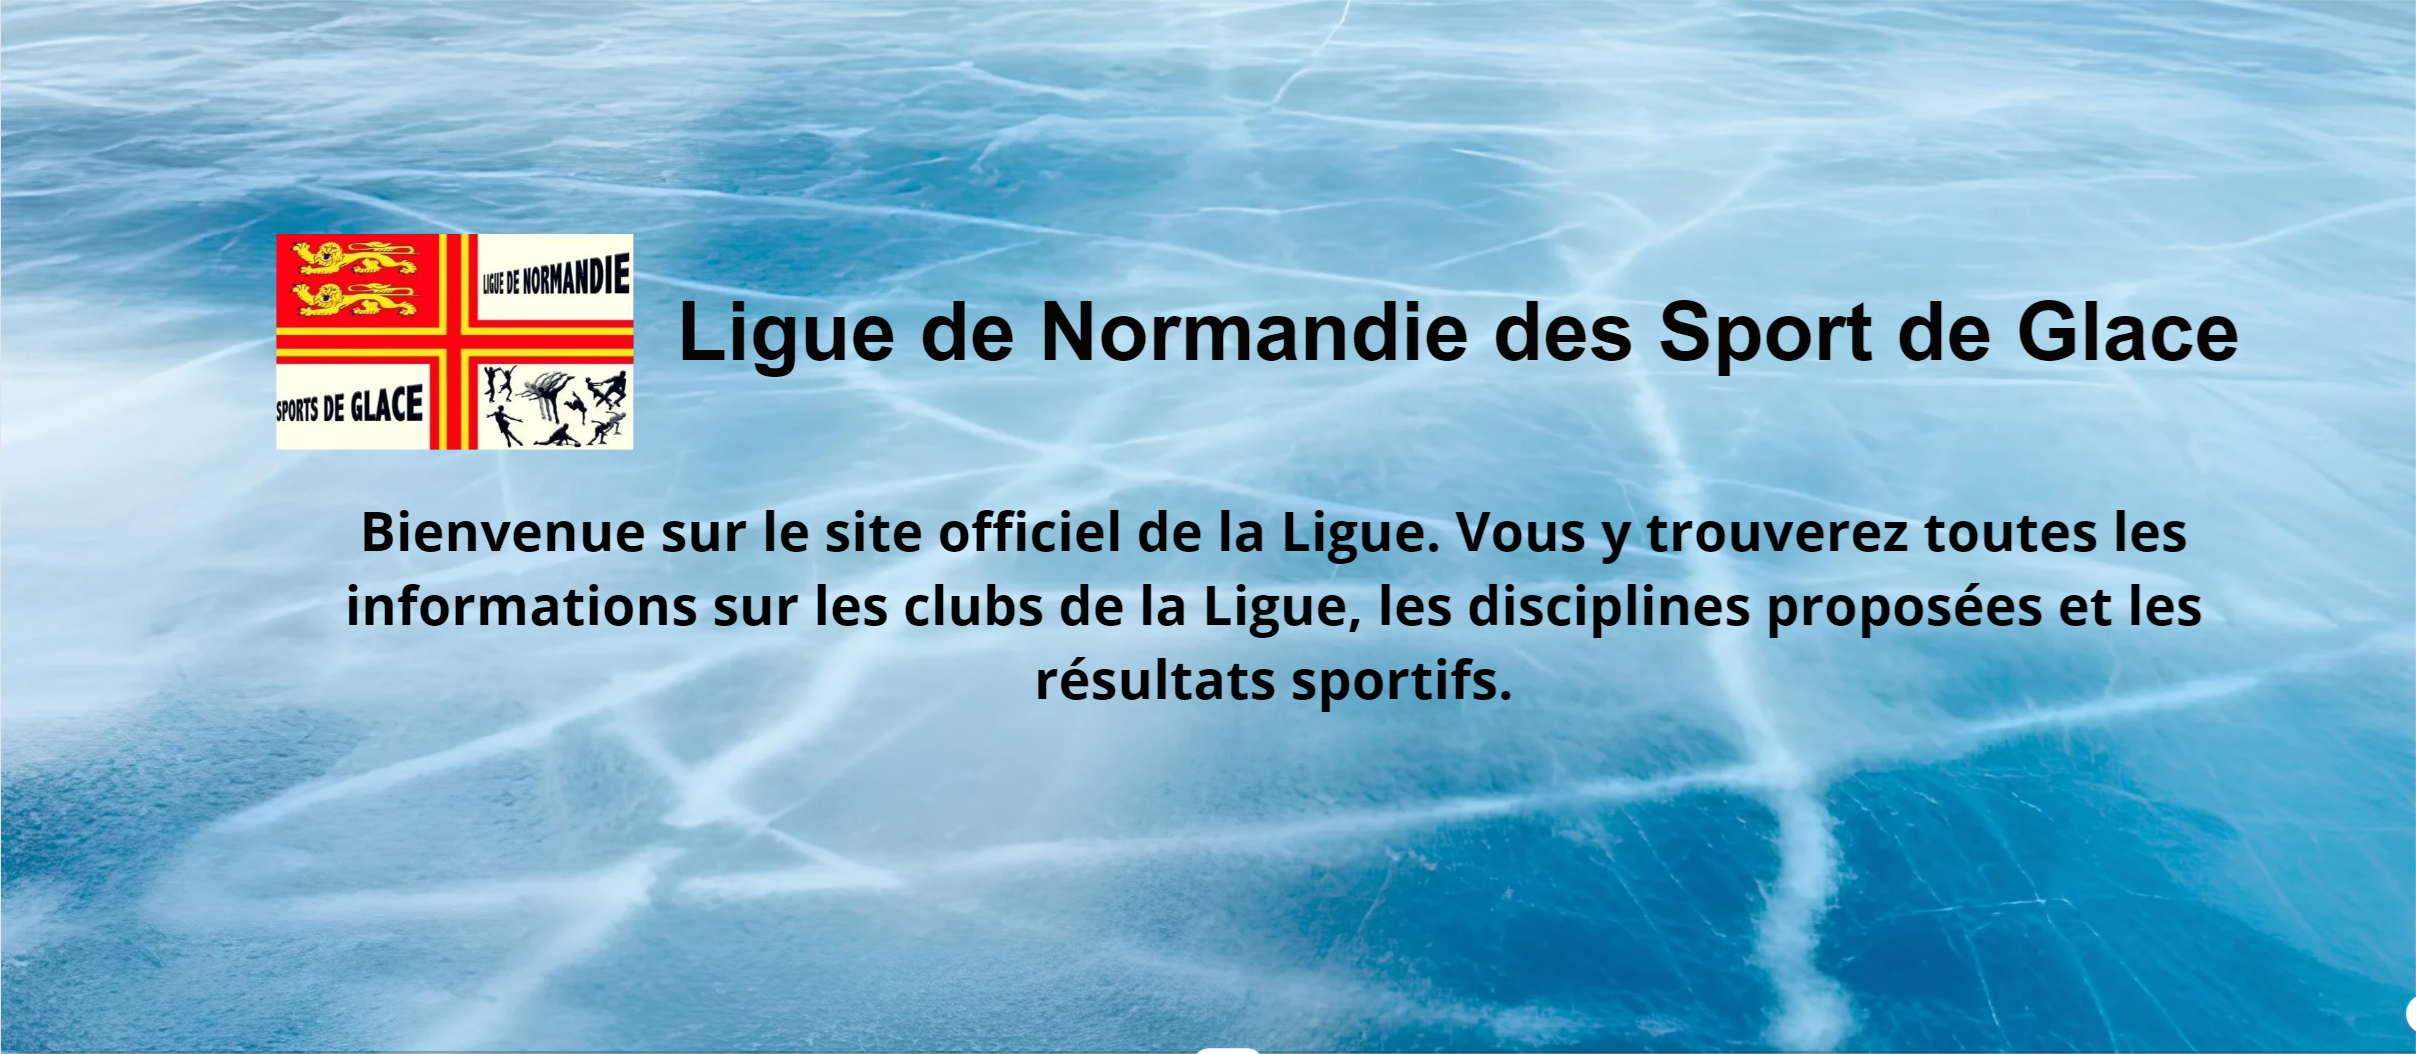 LIGUE DE NORMANDIE
SPORTS DE GLACE
Ligue de Normandie des Sport de Glace
Bienvenue sur le site officiel de la Ligue. Vous y trouverez toutes les
informations sur les clubs de la Ligue, les disciplines proposées et les
résultats sportifs.